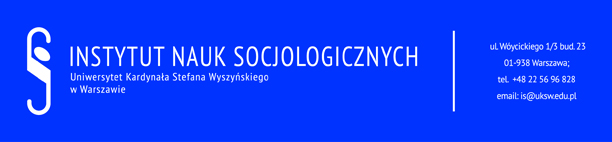 INSTYTUT NAUK SOCJOLOGICZNYCH
Uniwersytet Kardynała Stefana Wyszyńskiego
w Warszawie
ul. Wóycickiego 1/3 bud. 23
01-938 Warszawa;
tel. +48 22 56 96 828
email: is@uksw.edu.pl